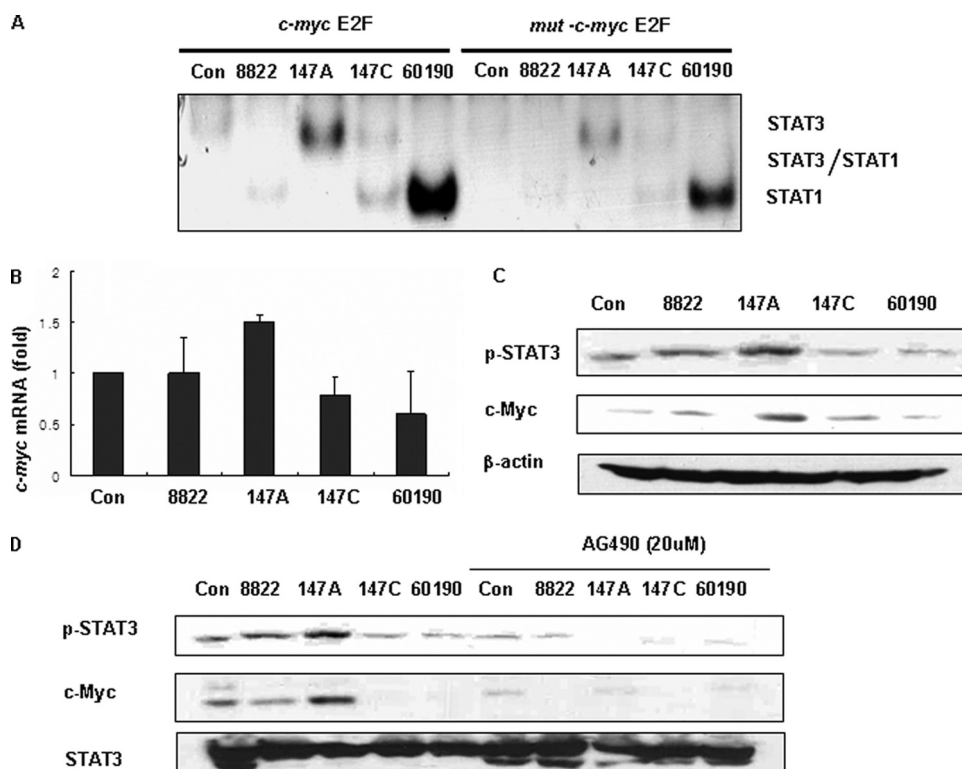 A
c-myc E2F
mut -c-myc E2F
Con 8822 147A 147C 60190 Con 8822 147A 147C 60190
STAT3
STAT3 / STAT1
STAT1
B
c-myc mRNA (fold)
2
1.5
1
0.5
0
Con 8822 147A 147C 60190
C
Con 8822 147A 147C 60190
p-STAT3
c-Myc
β-actin
D
AG490 (20uM)
Con 8822 147A 147C 60190 Con 8822 147A 147C 60190
p-STAT3
c-Myc
STAT3